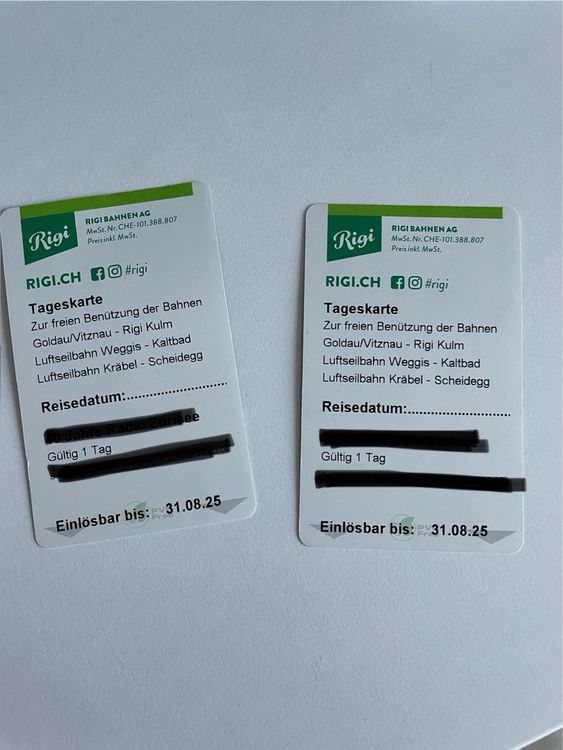 Rigi
RIGI BAHNEN AG
MwSt. Nr. CHE-101.388.807
Preis inkl. MwSt.
RIGI.CH #rigi
Tageskarte
Zur freien Benützung der Bahnen
Goldau/Vitznau - Rigi Kulm
Luftseilbahn Weggis - Kaltbad
Luftseilbahn Kräbel - Scheidegg
Reisedatum:
Jahre Radio Zürisee
Gültig 1 Tag
Einlösbar bis: 31.08.25
Rigi
RIGI BAHNEN AG
MwSt. Nr. CHE-101.388.807
Preis inkl. MwSt.
RIGI.CH #rigi
Tageskarte
Zur freien Benützung der Bahnen
Goldau/Vitznau - Rigi Kulm
Luftseilbahn Weggis - Kaltbad
Luftseilbahn Kräbel - Scheidegg
Reisedatum:
Gültig 1 Tag
Einlösbar bis: 31.08.25